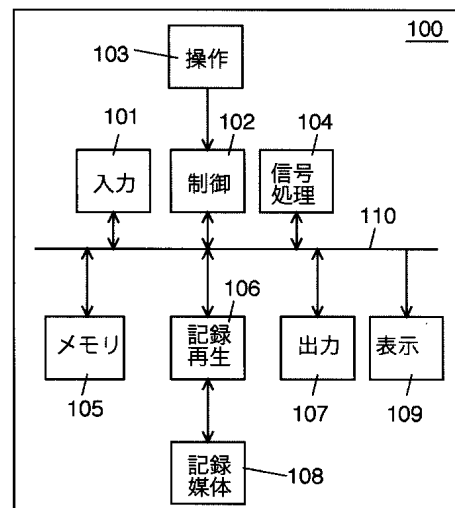 100
103
操作
101
102
104
入力
制御
信号
処理
110
106
メモリ
記録
再生
出力
表示
105
107
109
記録
媒体
108